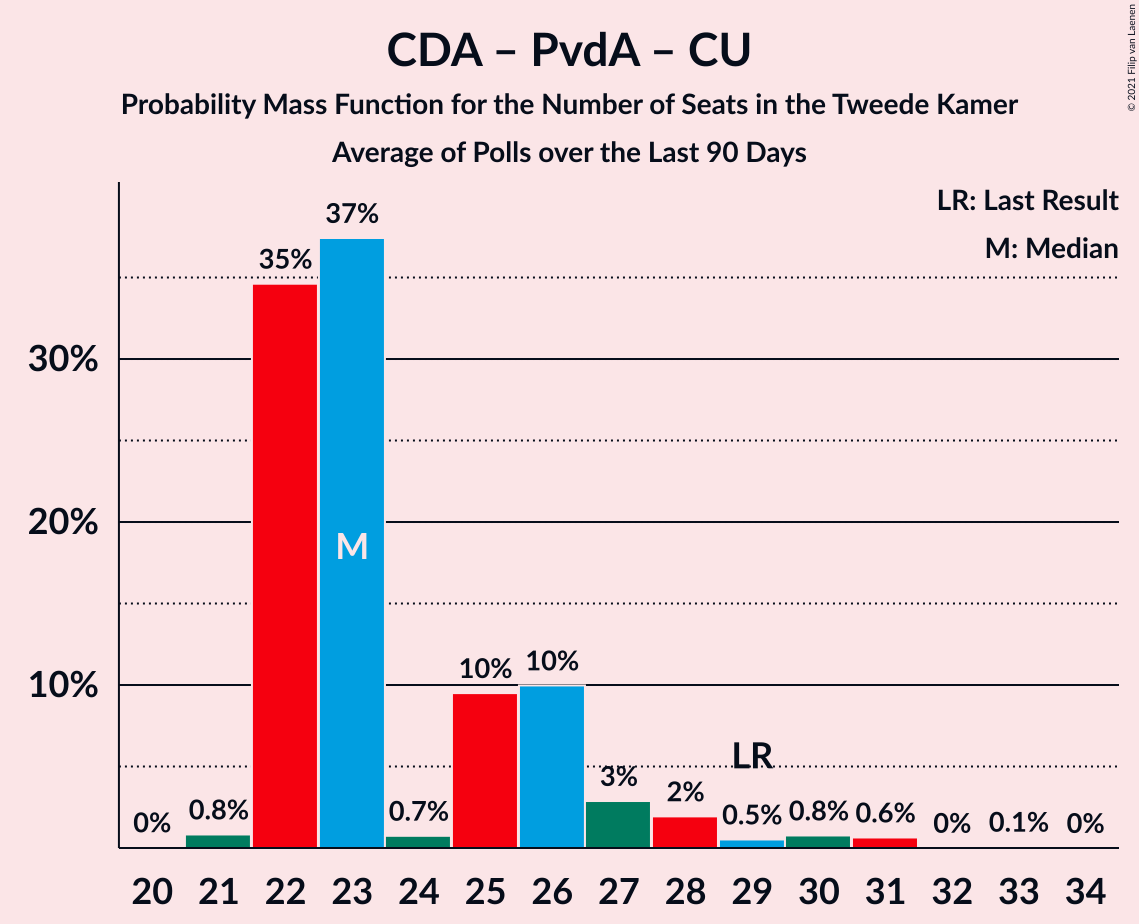 CDA – PvdA – CU
Probability Mass Function for the Number of Seats in the Tweede Kamer
Average of Polls over the Last 90 Days
© 2021 Filip van Laenen
LR: Last Result
M: Median
37%
35%
30%
20%
M
10%
10%
10%
LR
3%
2%
0%
0.8%
0.7%
0.5%
0.8%
0.6%
0%
0.1%
0%
20 21 22 23 24 25 26 27 28 29 30 31 32 33 34